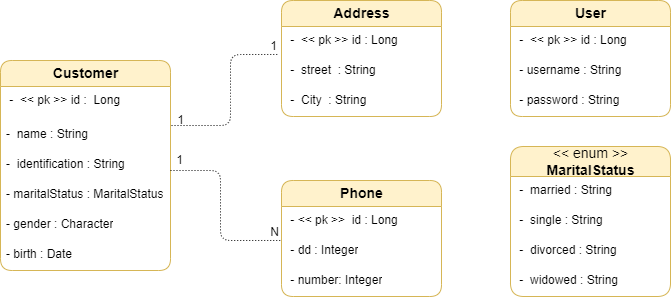 Customer
- << pk >> id : Long
- name : String
- identification : String
- maritalStatus : MaritalStatus
- gender : Character
- birth : Date
1
1
1
N
Address
- << pk >> id : Long
- street : String
- City : String
Phone
- << pk >> id : Long
- dd : Integer
- number: Integer
User
- << pk >> id : Long
- username : String
- password : String
<< enum >>
MaritalStatus
- married : String
- single : String
- divorced : String
- widowed : String